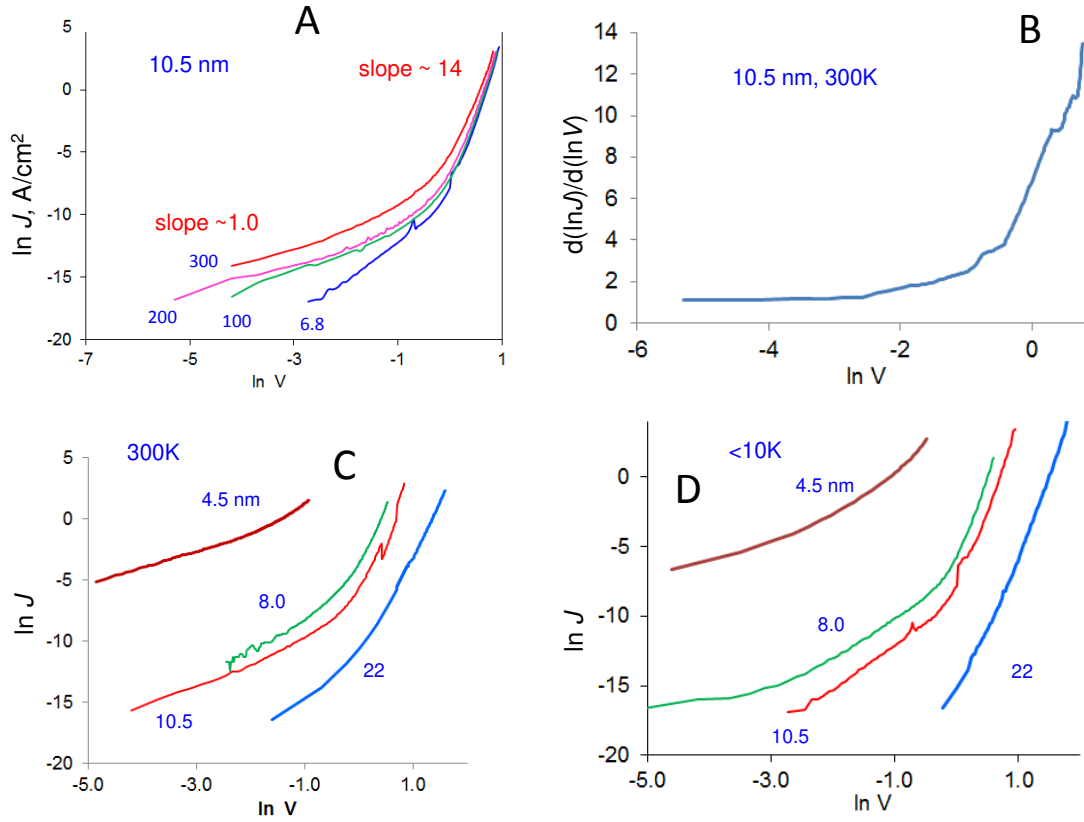 A
10.5 nm
slope ~ 14
slope ~1.0
300
200
100
6.8
ln J, A/cm²
5
0
-5
-10
-15
-20
-7
-5
-3
-1
1
ln V
B
10.5 nm, 300K
d(lnJ)/d(lnV)
14
12
10
8
6
4
2
0
-6
-4
-2
0
ln V
300K
C
4.5 nm
8.0
10.5
22
ln J
5
0
-5
-10
-15
-20
-5.0
-3.0
-1.0
1.0
ln V
<10K
D
4.5 nm
8.0
10.5
22
ln J
0
-5
-10
-15
-20
-5.0
-3.0
-1.0
1.0
ln V